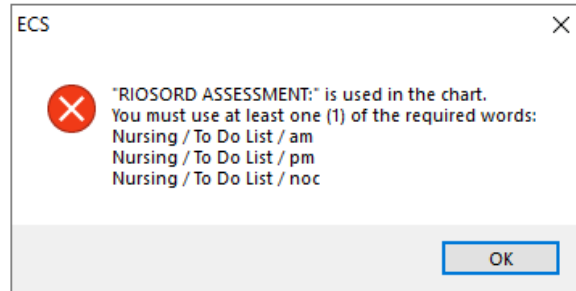 ECS
"RIOSORD ASSESSMENT:" is used in the chart.
You must use at least one (1) of the required words:
Nursing / To Do List / am
Nursing / To Do List / pm
Nursing / To Do List / noc
OK